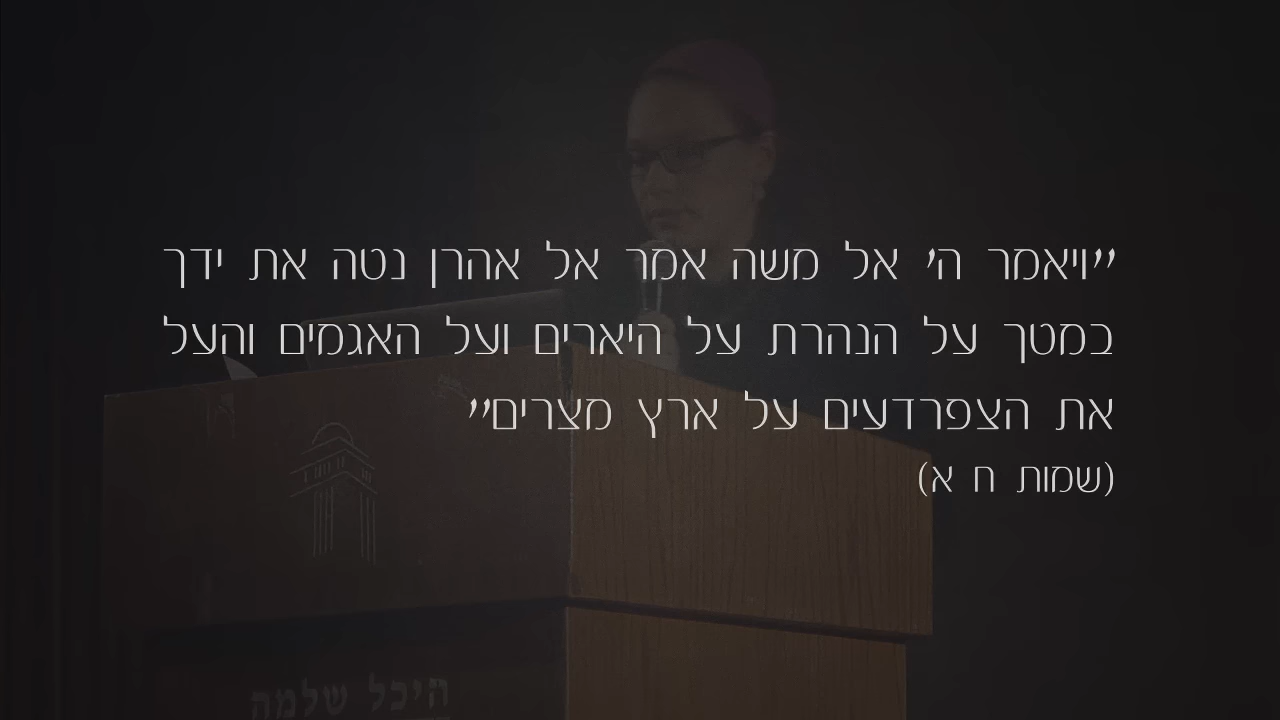 "ויאמר ה' אל משה אמר אל אהרן נטה את ידך
במטך על הנהרת על היארים ועל האגמים והעל
את הצפרדעים על ארץ מצרים"
(שמות ח א)
היכל שלמה